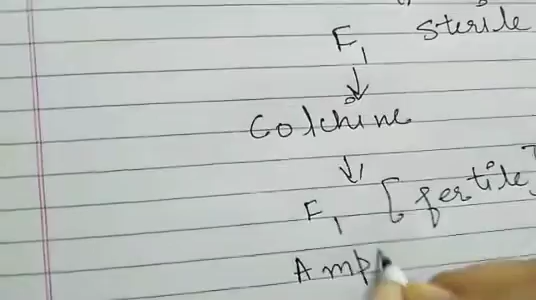 F1 sterile
↓
Colchine
↓
F1 [fertile]
Amp